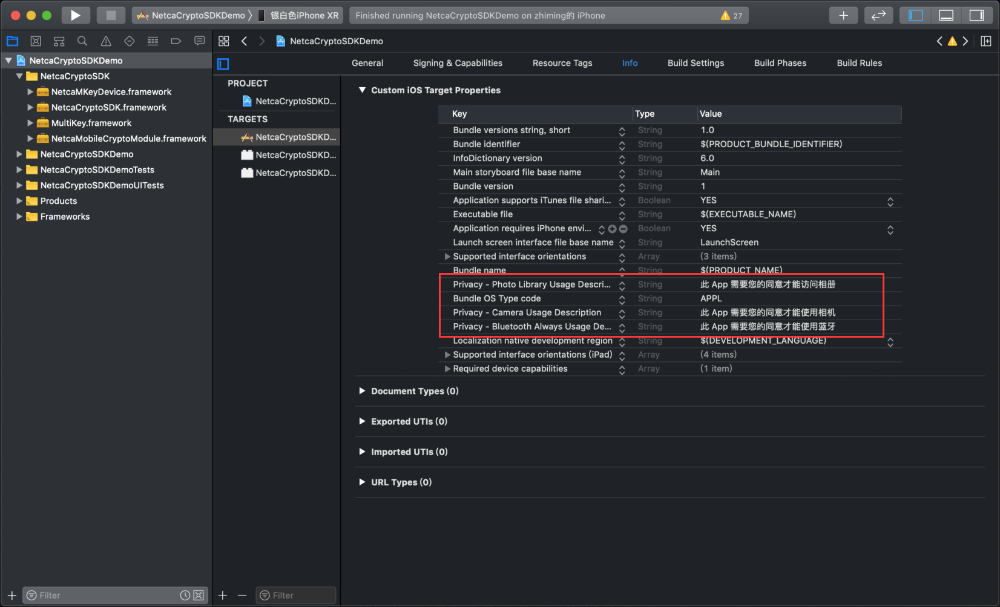 NetcaCryptoSDKDemo 〉 银白色iPhone XR
Finished running NetcaCryptoSDKDemo on zhiming的 iPhone
27
NetcaCryptoSDKDemo
NetcaCryptoSDKDemo
NetcaCryptoSDK
NetcaMKeyDevice.framework
NetcaCryptoSDK.framework
MultiKey.framework
NetcaMobileCryptoModule.framework
NetcaCryptoSDKDemo
NetcaCryptoSDKDemoTests
NetcaCryptoSDKDemoUITests
Products
Frameworks
Filter
General Signing & Capabilities Resource Tags Info Build Settings Build Phases Build Rules
PROJECT
NetcaCryptoSDKD...
TARGETS
NetcaCryptoSDKD...
NetcaCryptoSDKD...
NetcaCryptoSDKD...
Filter
Custom iOS Target Properties
Key Type Value
Bundle versions string, short String 1.0
Bundle identifier String $(PRODUCT_BUNDLE_IDENTIFIER)
InfoDictionary version String 6.0
Main storyboard file base name String Main
Bundle version String 1
Application supports iTunes file shari... Boolean YES
Executable file String $(EXECUTABLE_NAME)
Application requires iPhone envi... Boolean YES
Launch screen interface file base name String LaunchScreen
Supported interface orientations Array (3 items)
Bundle name String $(PRODUCT_NAME)
Privacy - Photo Library Usage Descri... String 此 App 需要您的同意才能访问相册
Bundle OS Type code String APPL
Privacy - Camera Usage Description String 此 App 需要您的同意才能使用相机
Privacy - Bluetooth Always Usage De... String 此 App 需要您的同意才能使用蓝牙
Localization native development region String $(DEVELOPMENT_LANGUAGE)
Supported interface orientations (iPad) Array (4 items)
Required device capabilities Array (1 item)
Document Types (0)
Exported UTIs (0)
Imported UTIs (0)
URL Types (0)